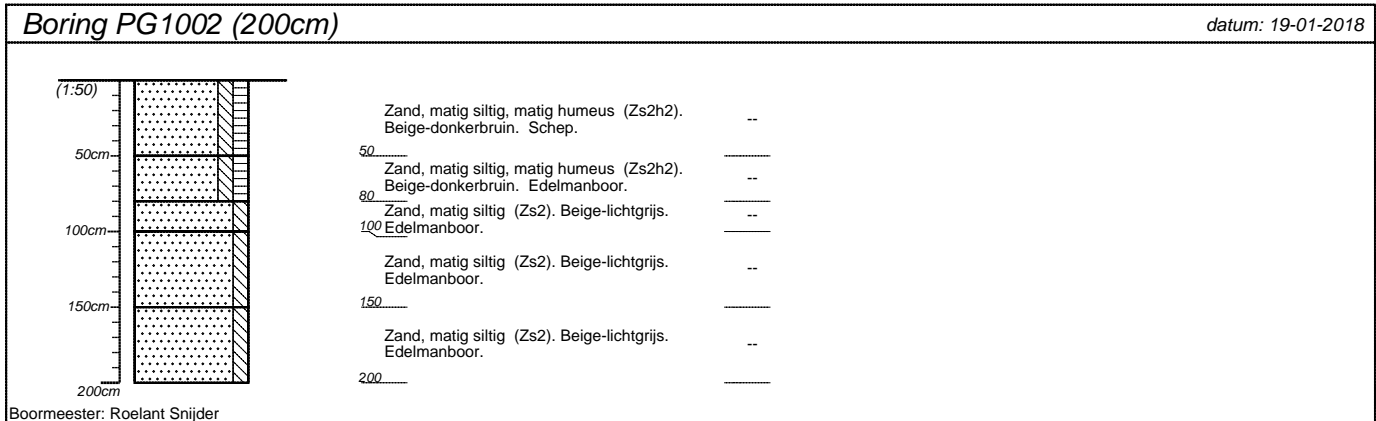 Boring PG1002 (200cm)
datum: 19-01-2018
(1:50)
Zand, matig siltig, matig humeus (Zs2h2).
Beige-donkerbruin. Schep.
--
50cm
50
Zand, matig siltig, matig humeus (Zs2h2).
Beige-donkerbruin. Edelmanboor.
--
80
Zand, matig siltig (Zs2). Beige-lichtgrijs.
Edelmanboor.
--
100cm
100
Zand, matig siltig (Zs2). Beige-lichtgrijs.
Edelmanboor.
--
150cm
150
Zand, matig siltig (Zs2). Beige-lichtgrijs.
Edelmanboor.
--
200cm
200
Boormeester: Roelant Snijder